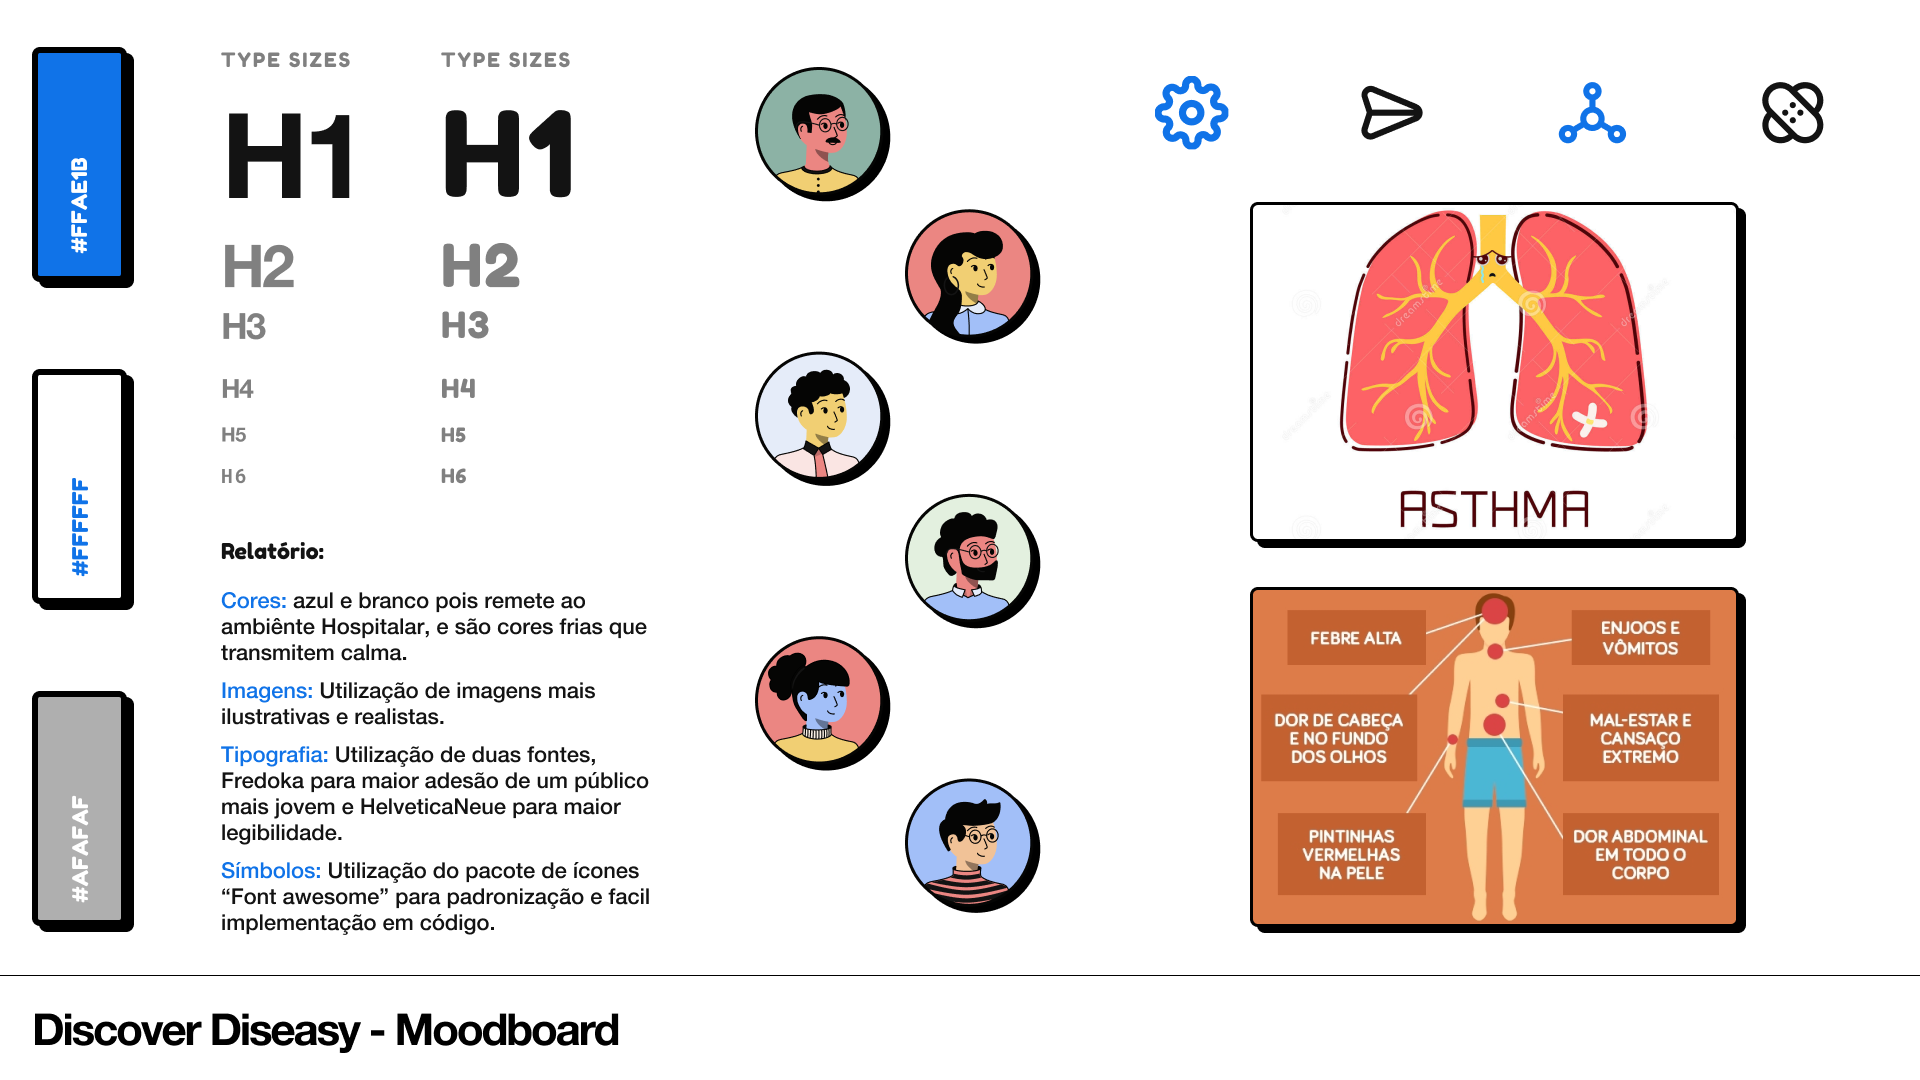 #FFAE1B
#FFFFFF
#AFAFAF
TYPE SIZES
H1
H2
H3
H4
H5
H6
TYPE SIZES
H1
H2
H3
H4
H5
H6
Relatório:
Cores: azul e branco pois remete ao
ambiênte Hospitalar, e são cores frias que
transmitem calma.
Imagens: Utilização de imagens mais
ilustrativas e realistas.
Tipografia: Utilização de duas fontes,
Fredoka para maior adesão de um público
mais jovem e HelveticaNeue para maior
legibilidade.
Símbolos: Utilização do pacote de ícones
“Font awesome” para padronização e facil
implementação em código.
ASTHMA
FEBRE ALTA
ENJOOS E
VÔMITOS
DOR DE CABEÇA
E NO FUNDO
DOS OLHOS
MAL-ESTAR E
CANSAÇO
EXTREMO
PINTINHAS
VERMELHAS
NA PELE
DOR ABDOMINAL
EM TODO O
CORPO
Discover Diseasy - Moodboard